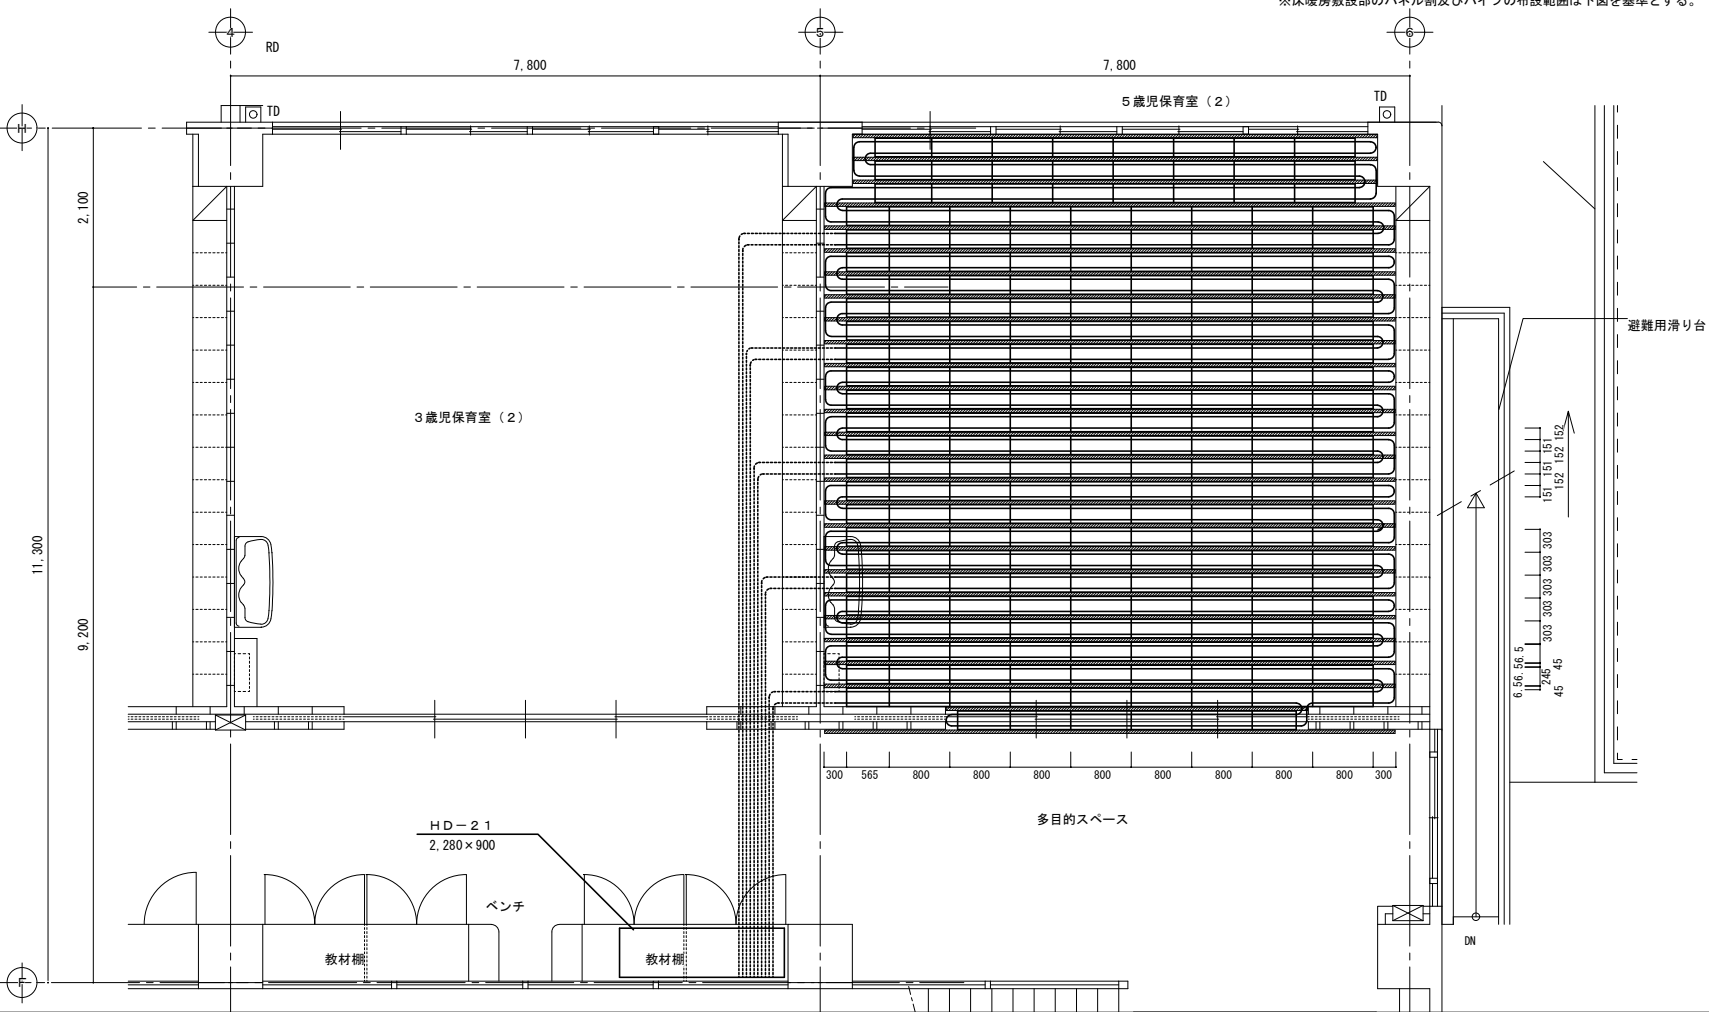 ※床暖房敷設部のパネル割及びパイプの布設範囲は下図を基準とする。
4
5
6
RD
7,800
7,800
5歳児保育室(2)
TD
TD
H
2,100
避難用滑り台
3歳児保育室(2)
152
151
152
151
152
151
11,300
303
303
303
303
303
9,200
6.5
56.5
6.5
45
245
45
300
565
800
800
800
800
800
800
800
800
300
多目的スペース
HD-21
2,280×900
ベンチ
教材棚
教材棚
DN
F